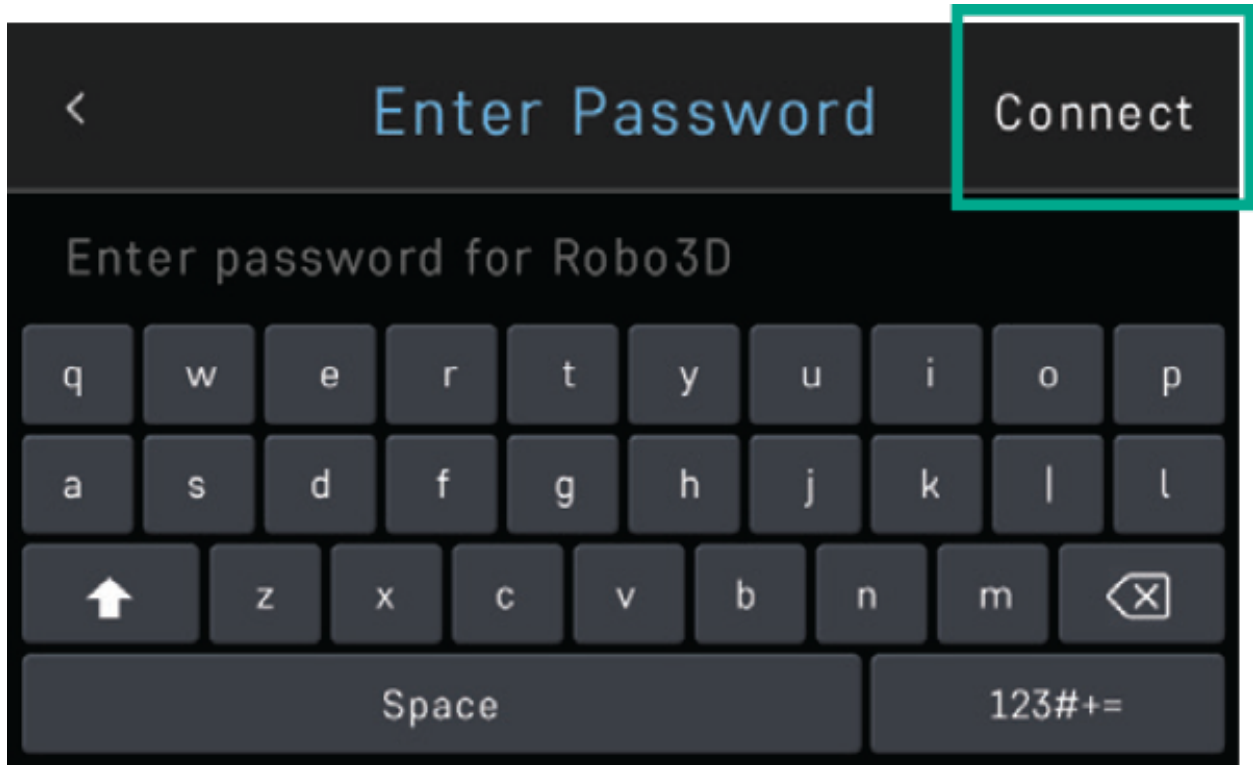 < Enter Password Connect
Enter password for Robo3D
q w e r t y u i o p
a s d f g h j k | l
z x c v b n m
Space 123#+=